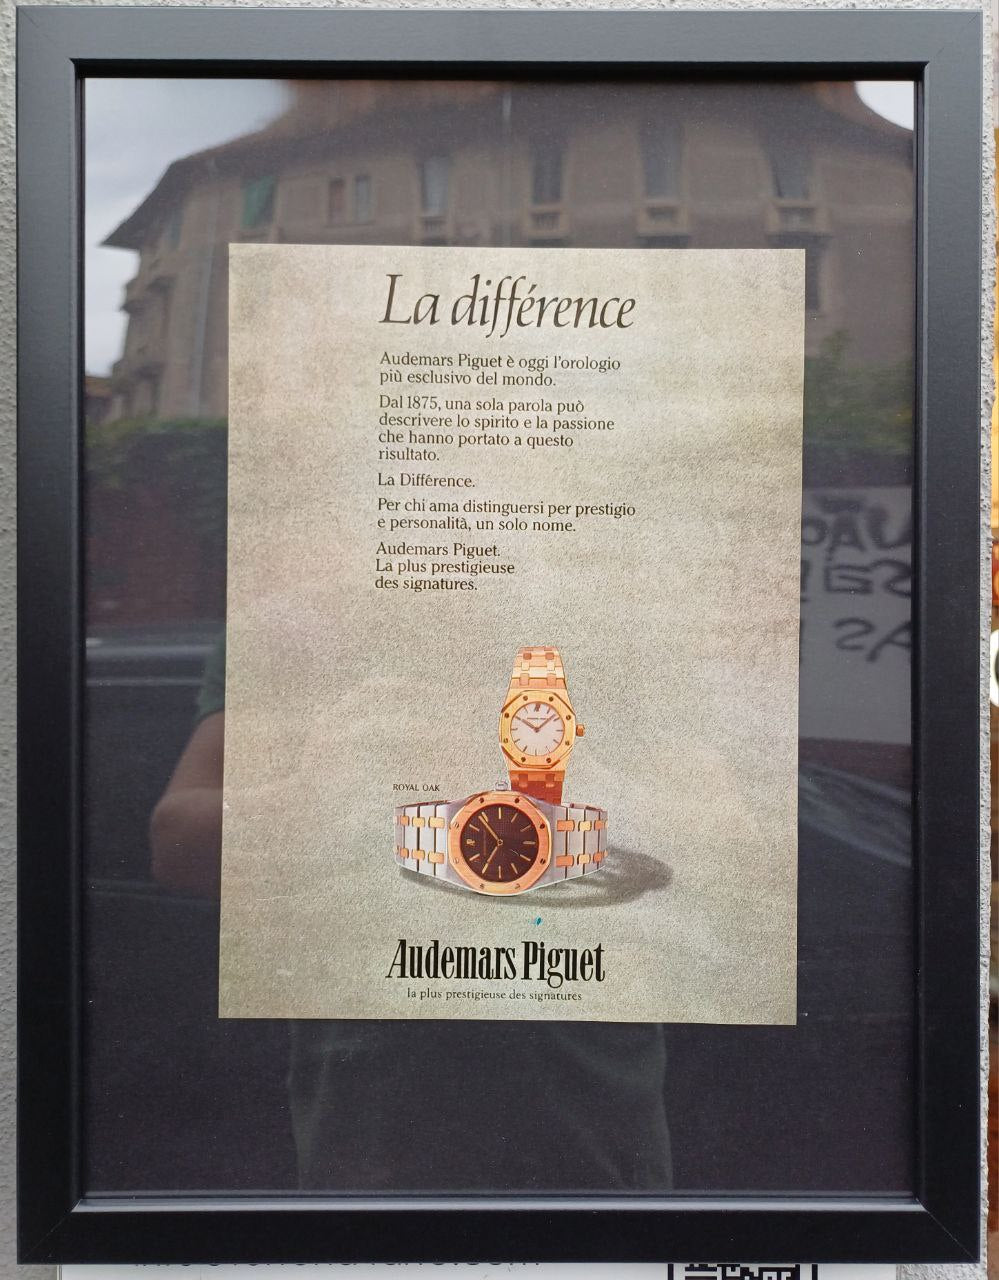 La différence
Audemars Piguet è oggi l'orologio
più esclusivo del mondo.
Dal 1875, una sola parola può
descrivere lo spirito e la passione
che hanno portato a questo
risultato.
La Différence.
Per chi ama distinguersi per prestigio
e personalità, un solo nome.
Audemars Piguet.
La plus prestigieuse
des signatures.
ROYAL OAK
Audemars Piguet
la plus prestigieuse des signatures